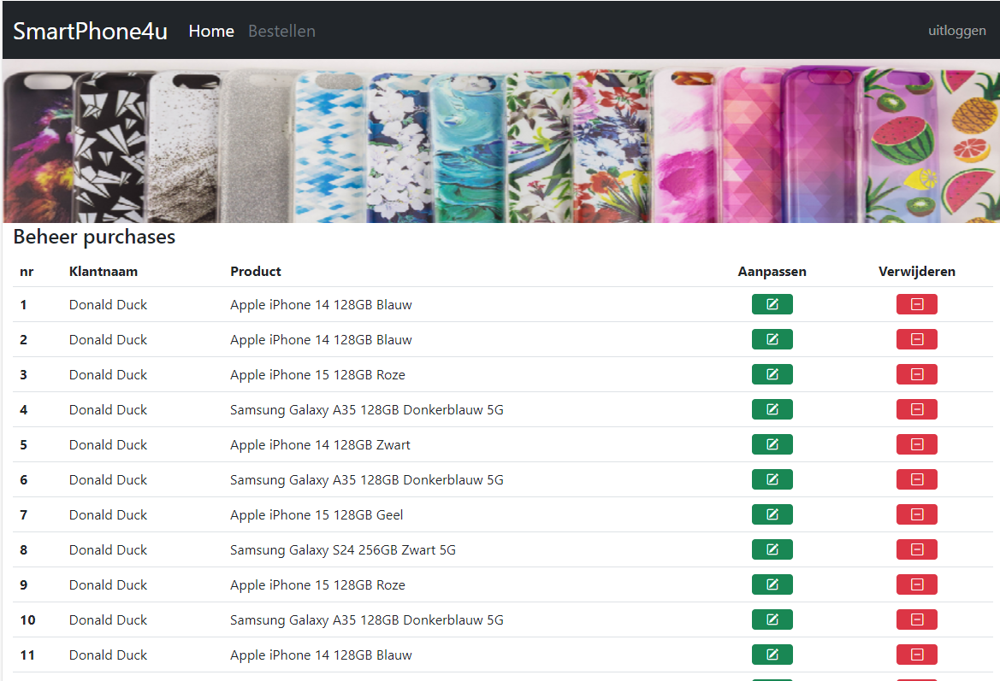 SmartPhone4u Home Bestellen uitloggen
Beheer purchases
nr Klantnaam Product Aanpassen Verwijderen
1 Donald Duck Apple iPhone 14 128GB Blauw
2 Donald Duck Apple iPhone 14 128GB Blauw
3 Donald Duck Apple iPhone 15 128GB Roze
4 Donald Duck Samsung Galaxy A35 128GB Donkerblauw 5G
5 Donald Duck Apple iPhone 14 128GB Zwart
6 Donald Duck Samsung Galaxy A35 128GB Donkerblauw 5G
7 Donald Duck Apple iPhone 15 128GB Geel
8 Donald Duck Samsung Galaxy S24 256GB Zwart 5G
9 Donald Duck Apple iPhone 15 128GB Roze
10 Donald Duck Samsung Galaxy A35 128GB Donkerblauw 5G
11 Donald Duck Apple iPhone 14 128GB Blauw